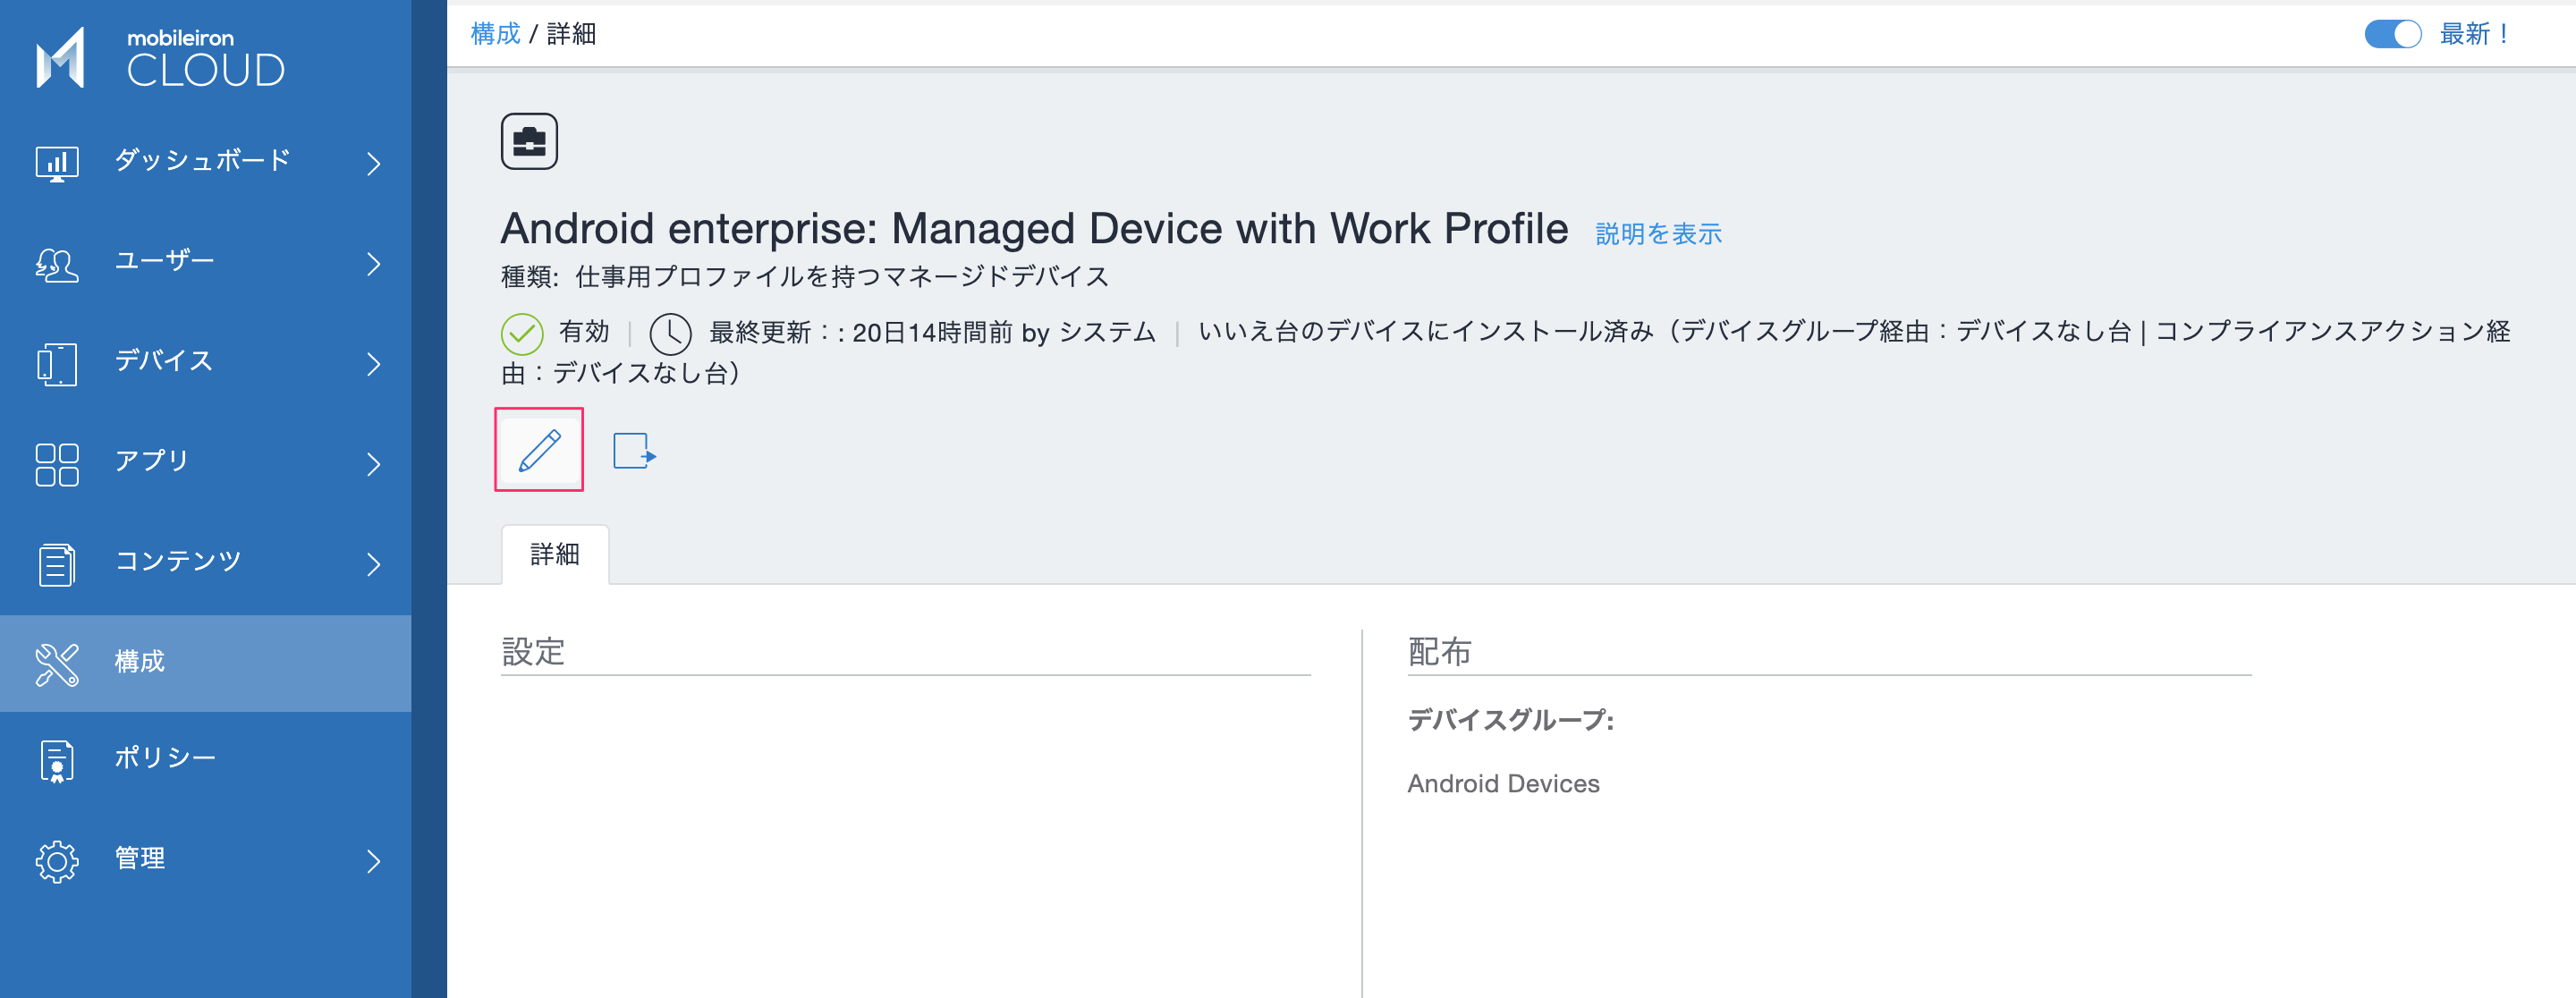 mobileiron
CLOUD
ダッシュボード
ユーザー
デバイス
アプリ
コンテンツ
構成
ポリシー
管理
構成 / 詳細
最新！
Android enterprise: Managed Device with Work Profile 説明を表示
種類: 仕事用プロファイルを持つマネージドデバイス
有効 | 最終更新：: 20日14時間前 by システム | いいえ台のデバイスにインストール済み（デバイスグループ経由：デバイスなし台 | コンプライアンスアクション経
由：デバイスなし台）
詳細
設定
配布
デバイスグループ:
Android Devices